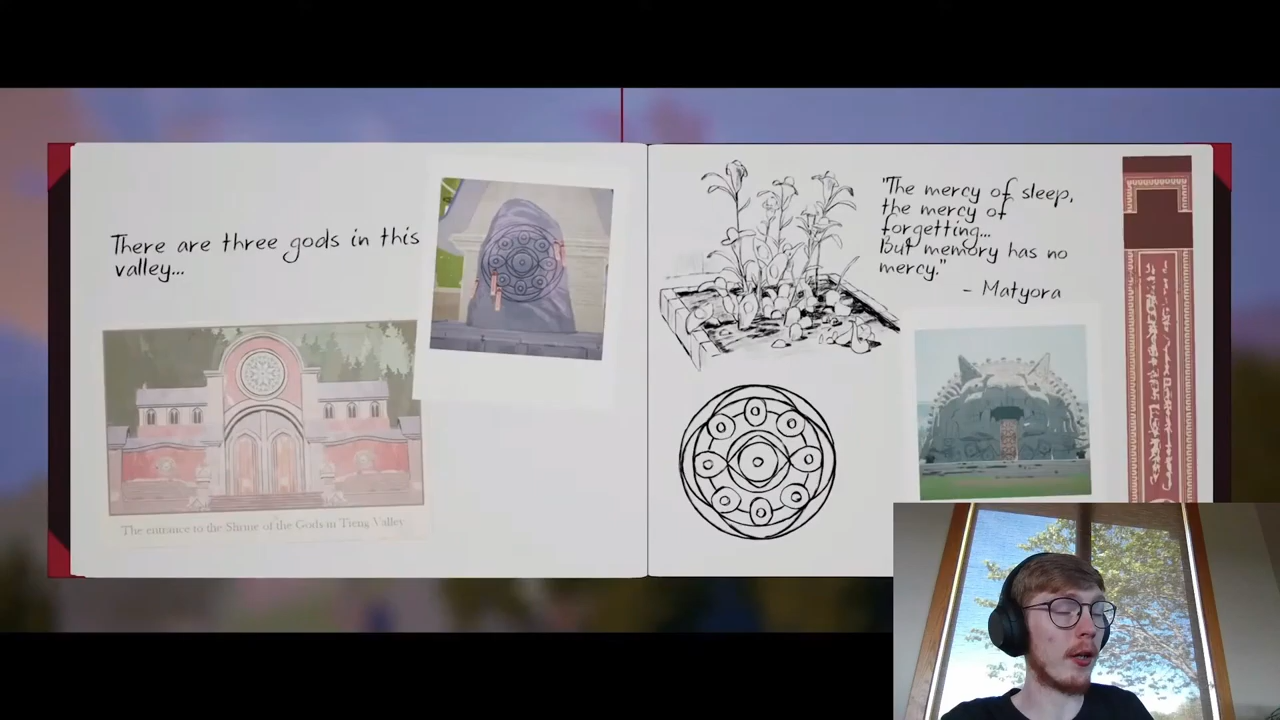 There are three gods in this
valley...
The entrance to the Shrine of the Gods in Tieng Valley
"The mercy of sleep,
the mercy of
forgetting...
But memory has no
mercy."
- Matyora